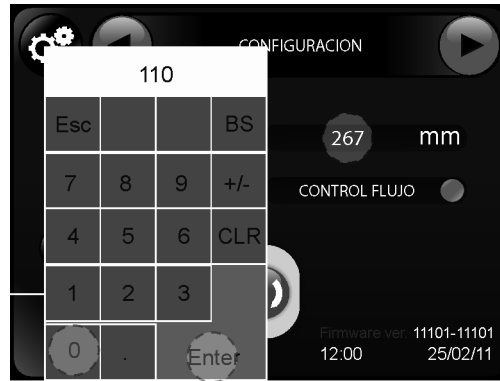 CONFIGURACION
110
Esc BS
267 mm
7 8 9 +/-
CONTROL FLUJO
4 5 6 CLR
1 2 3
0 . Enter
Firmware ver. 11101-11101
12:00 25/02/11